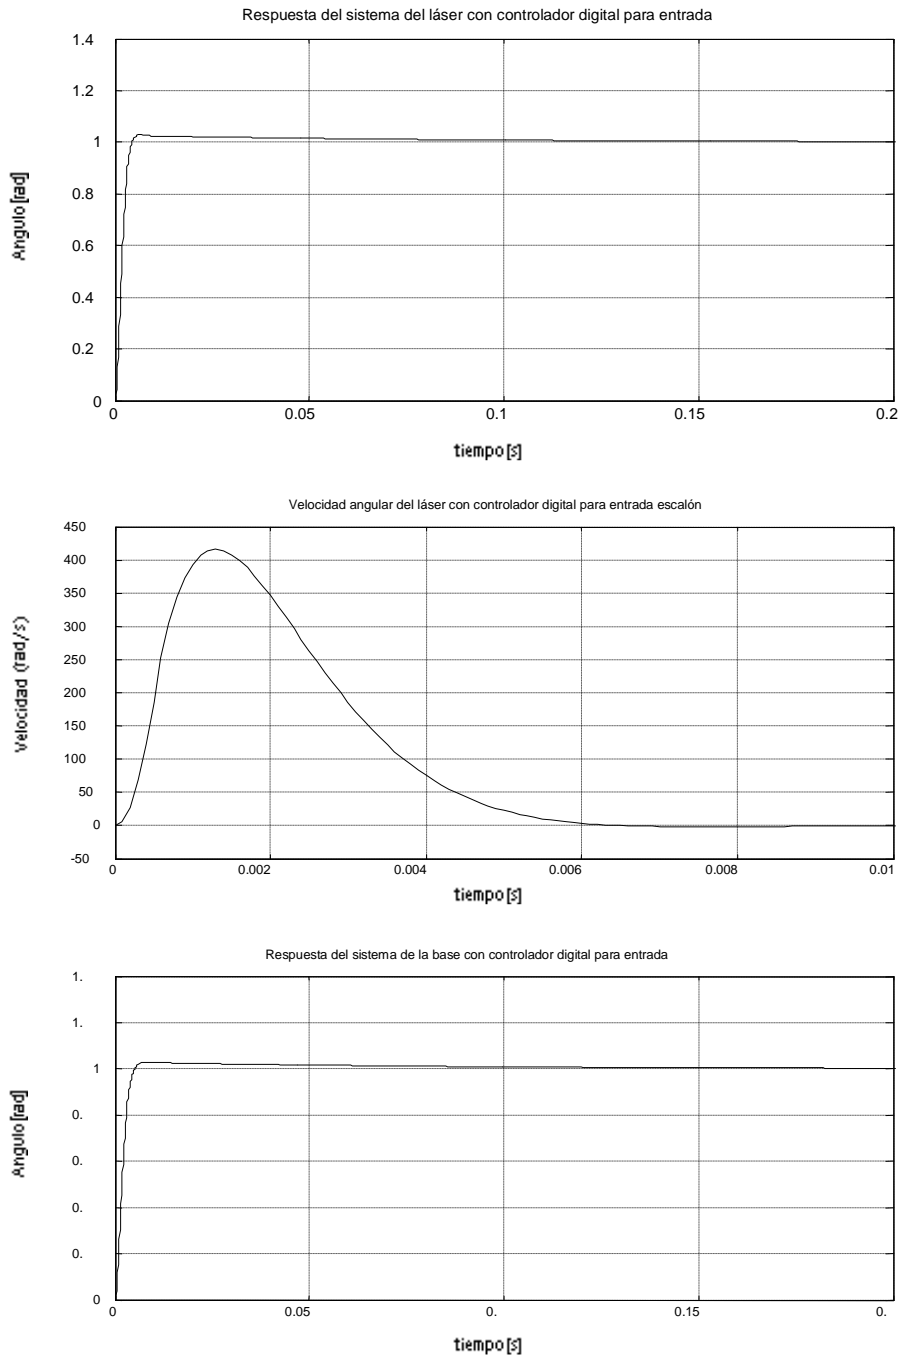 Respuesta del sistema del láser con controlador digital para entrada
1.4
1.2
1
0.8
0.6
0.4
0.2
0
Angulo[rad]
0 0.05 0.1 0.15 0.2
tiempo[s]
Velocidad angular del láser con controlador digital para entrada escalón
450
400
350
300
250
200
150
100
50
0
-50
Velocidad (rad/s)
0 0.002 0.004 0.006 0.008 0.01
tiempo[s]
Respuesta del sistema de la base con controlador digital para entrada
1.
1.
1
0.
0.
0.
0.
0
Angulo[rad]
0 0.05 0. 0.15 0.
tiempo[s]